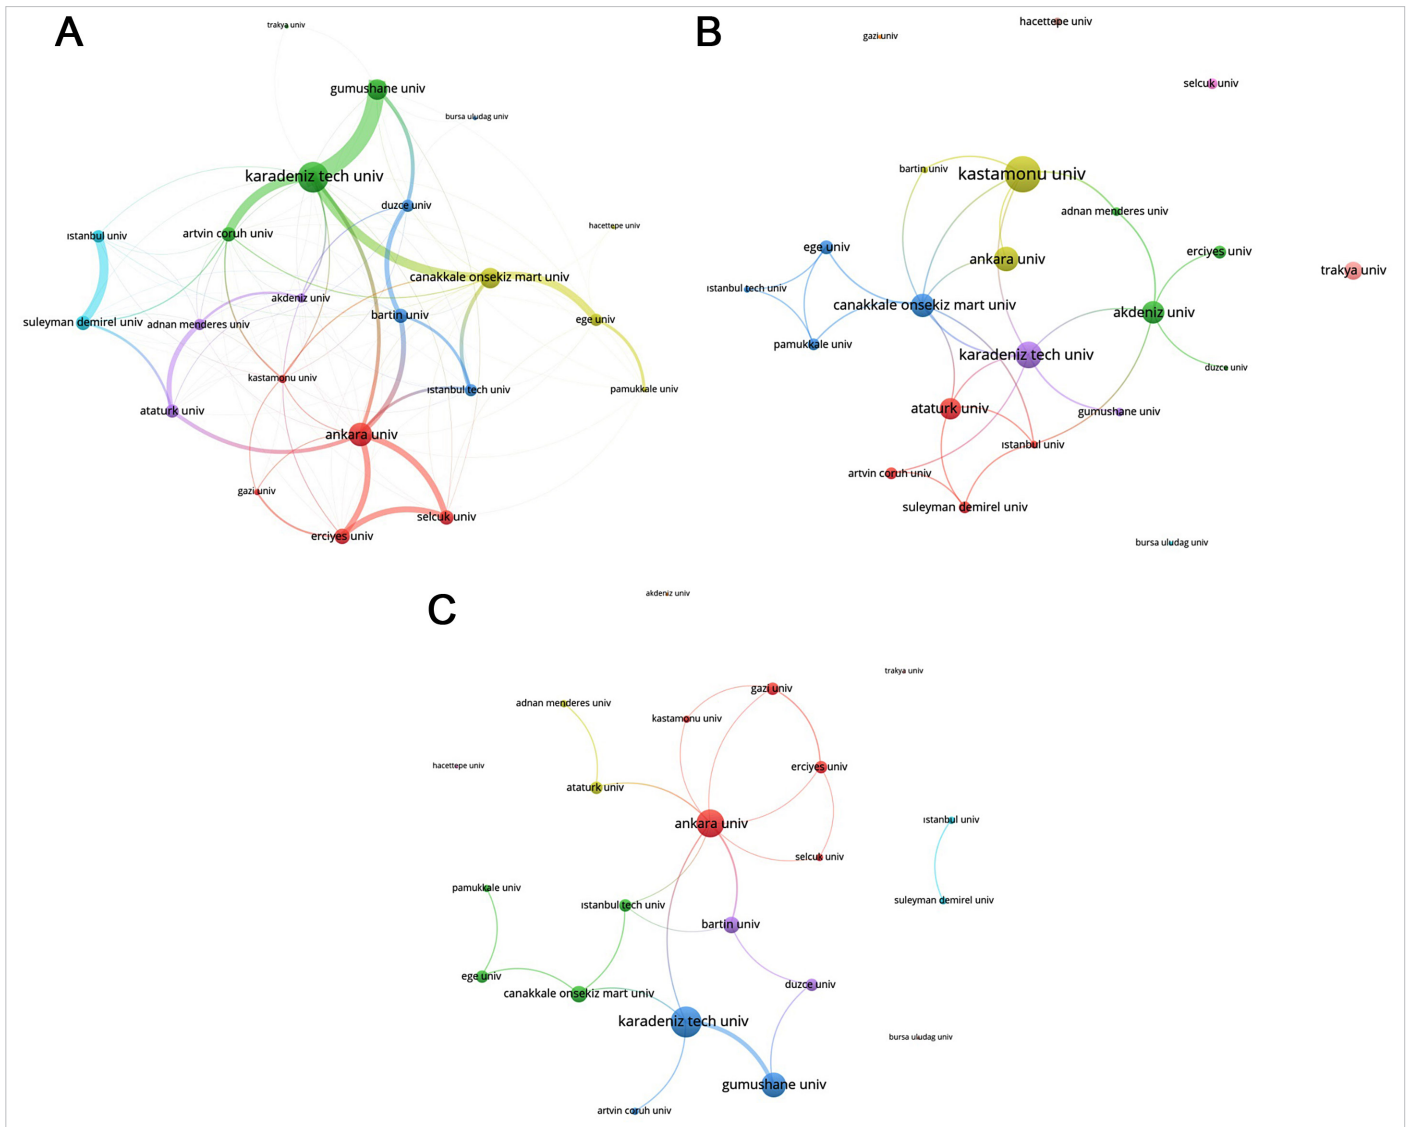 A
trakya univ
gumushane univ
bursa uludag univ
karadeniz tech univ
duzce univ
hacettepe univ
ıstanbul univ
artvin coruh univ
canakkale onsekiz mart univ
akdeniz univ
suleyman demirel univ
adnan menderes univ
bartin univ
ege univ
kastamonu univ
ıstanbul tech univ
pamukkale univ
ataturk univ
ankara univ
gazi univ
selcuk univ
erciyes univ
B
hacettepe univ
gazi univ
selcuk univ
bartin univ
kastamonu univ
adnan menderes univ
ege univ
ankara univ
erciyes univ
trakya univ
ıstanbul tech univ
canakkale onsekiz mart univ
akdeniz univ
pamukkale univ
karadeniz tech univ
duzce univ
ataturk univ
gumushane univ
ıstanbul univ
artvin coruh univ
suleyman demirel univ
bursa uludag univ
C
akdeniz univ
trakya univ
gazi univ
adnan menderes univ
kastamonu univ
hacettepe univ
erciyes univ
ataturk univ
ankara univ
ıstanbul univ
selcuk univ
pamukkale univ
suleyman demirel univ
ıstanbul tech univ
bartin univ
ege univ
duzce univ
canakkale onsekiz mart univ
karadeniz tech univ
bursa uludag univ
gumushane univ
artvin coruh univ